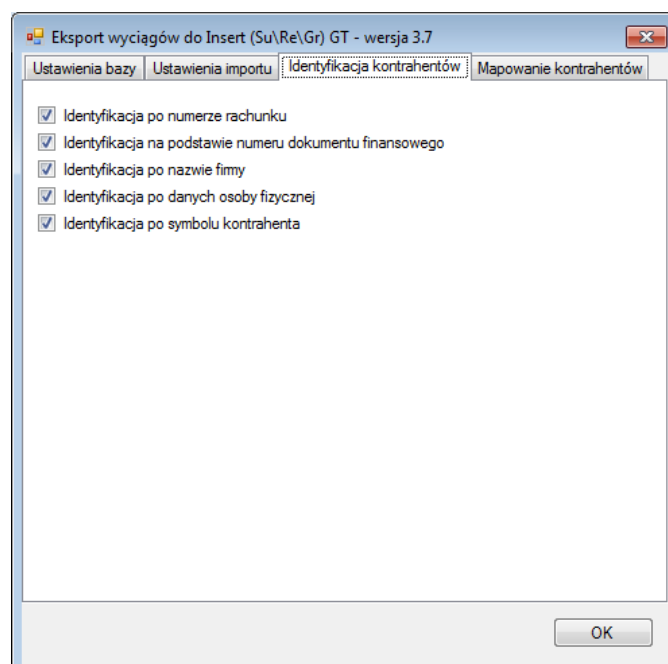 Eksport wyciągów do Insert (Su\Re\Gr) GT - wersja 3.7
Ustawienia bazy Ustawienia importu Identyfikacja kontrahentów Mapowanie kontrahentów
Identyfikacja po numerze rachunku
Identyfikacja na podstawie numeru dokumentu finansowego
Identyfikacja po nazwie firmy
Identyfikacja po danych osoby fizycznej
Identyfikacja po symbolu kontrahenta
OK